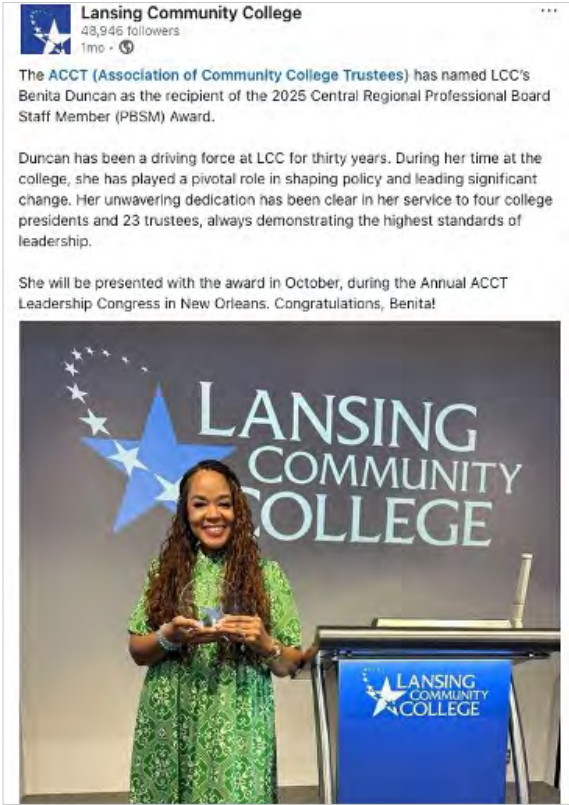 Lansing Community College
48,946 followers
1mo •
The ACCT (Association of Community College Trustees) has named LCC's
Benita Duncan as the recipient of the 2025 Central Regional Professional Board
Staff Member (PBSM) Award.
Duncan has been a driving force at LCC for thirty years. During her time at the
college, she has played a pivotal role in shaping policy and leading significant
change. Her unwavering dedication has been clear in her service to four college
presidents and 23 trustees, always demonstrating the highest standards of
leadership.
She will be presented with the award in October, during the Annual ACCT
Leadership Congress in New Orleans. Congratulations, Benita!
LANSING
COMMUNITY
COLLEGE
LANSING
COMMUNITY
COLLEGE